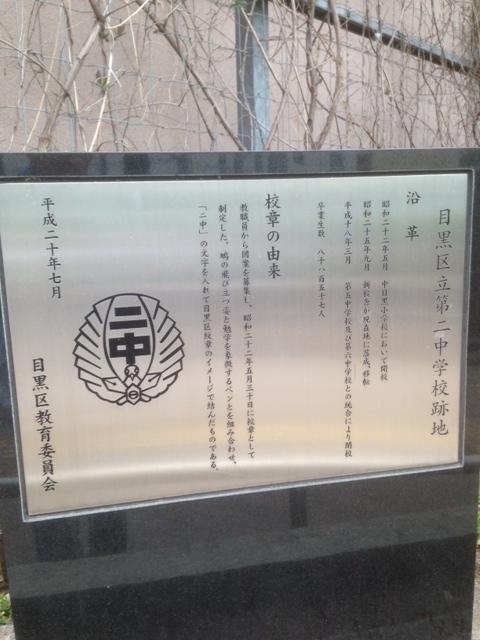 目黒区立第二中学校跡地
沿革
昭和二十二年五月　中目黒小学校において開校
昭和二十五年九月　新校舎が現在地に落成、移転
平成十八年三月　第五中学校及び第六中学校との統合により閉校
卒業生数　八千八百五十七人
校章の由来
教職員から図案を募集し、昭和二十二年五月三十日に校章として
制定した。鳩の飛び立つ姿と勉学を象徴するペンとを組み合わせ、
「二中」の文字を入れて目黒区紋章のイメージで結んだものである。
二中
平成二十年七月
目黒区教育委員会